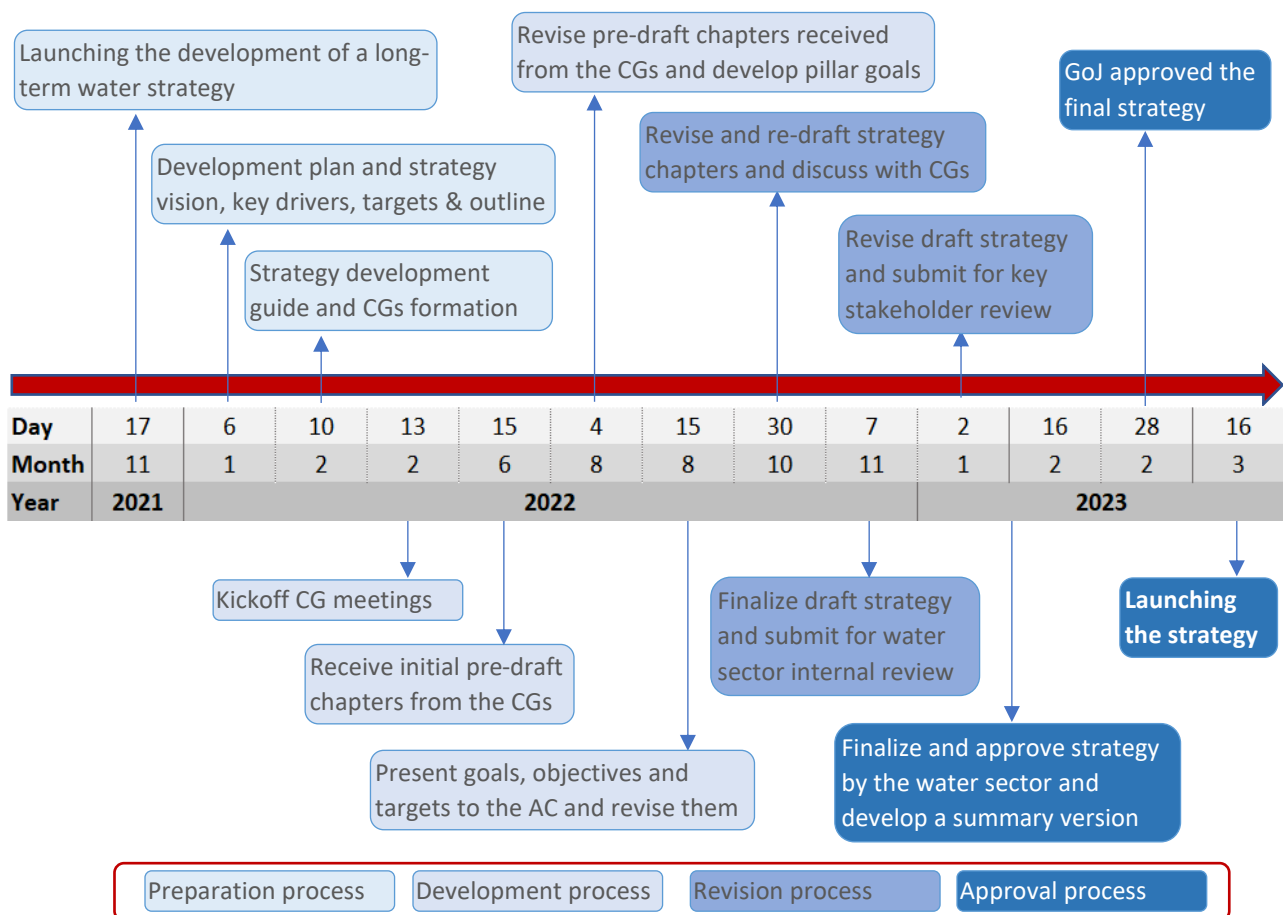 Launching the development of a long-
term water strategy
Revise pre-draft chapters received
from the CGs and develop pillar goals
GoJ approved the
final strategy
Development plan and strategy
vision, key drivers, targets & outline
Revise and re-draft strategy
chapters and discuss with CGs
Strategy development
guide and CGs formation
Revise draft strategy
and submit for key
stakeholder review
Day 17 6 10 13 15 4 15 30 7 2 16 28 16
Month 11 1 2 2 6 8 8 10 11 1 2 2 3
Year 2021 2022 2023
Kickoff CG meetings
Receive initial pre-draft
chapters from the CGs
Present goals, objectives and
targets to the AC and revise them
Finalize draft strategy
and submit for water
sector internal review
Finalize and approve strategy
by the water sector and
develop a summary version
Launching
the strategy
Preparation process
Development process
Revision process
Approval process